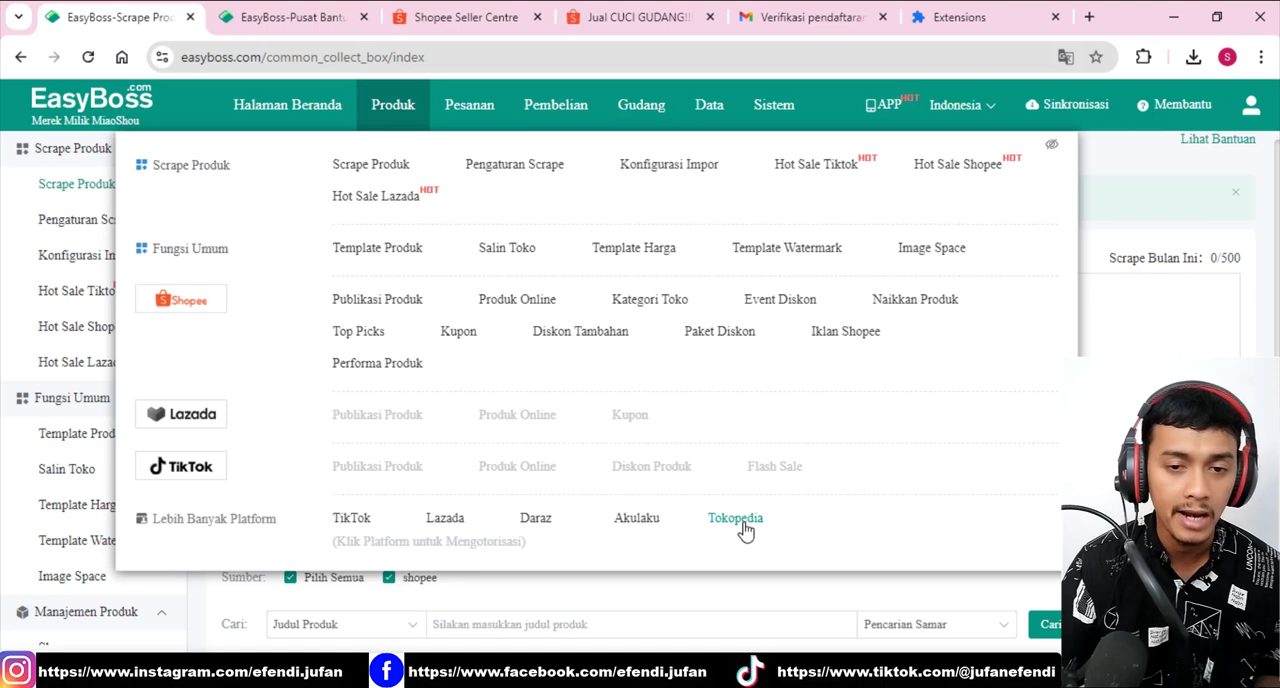 EasyBoss-Scrape Proc
EasyBoss-Pusat Bantu
Shopee Seller Centre
Jual CUCI GUDANG!!!
Verifikasi pendaftaran
Extensions
easyboss.com/common_collect_box/index
S
EasyBoss.com
Merek Milik MiaoShou
Halaman Beranda
Produk
Pesanan
Pembelian
Gudang
Data
Sistem
APP HOT
Indonesia
Sinkronisasi
Membantu
Scrape Produk
Scrape Produk
Pengaturan Sc
Konfigurasi Im
Hot Sale Tikto
Hot Sale Shop
Hot Sale Laza
Fungsi Umum
Template Prod
Salin Toko
Template Harg
Template Wate
Image Space
Manajemen Produk
Scrape Produk
Scrape Produk
Pengaturan Scrape
Konfigurasi Impor
Hot Sale Tiktok HOT
Hot Sale Shopee HOT
Hot Sale Lazada HOT
Fungsi Umum
Template Produk
Salin Toko
Template Harga
Template Watermark
Image Space
Shopee
Publikasi Produk
Produk Online
Kategori Toko
Event Diskon
Naikkan Produk
Top Picks
Kupon
Diskon Tambahan
Paket Diskon
Iklan Shopee
Performa Produk
Lazada
Publikasi Produk
Produk Online
Kupon
TikTok
Publikasi Produk
Produk Online
Diskon Produk
Flash Sale
Lebih Banyak Platform
TikTok
Lazada
Daraz
Akulaku
Tokopedia
(Klik Platform untuk Mengotorisasi)
Lihat Bantuan
Scrape Bulan Ini: 0/500
Sumber:
Pilih Semua
shopee
Cari:
Judul Produk
Silakan masukkan judul produk
Pencarian Samar
Cari
https://www.instagram.com/efendi.jufan
https://www.facebook.com/efendi.jufan
https://www.tiktok.com/@jufanefendi